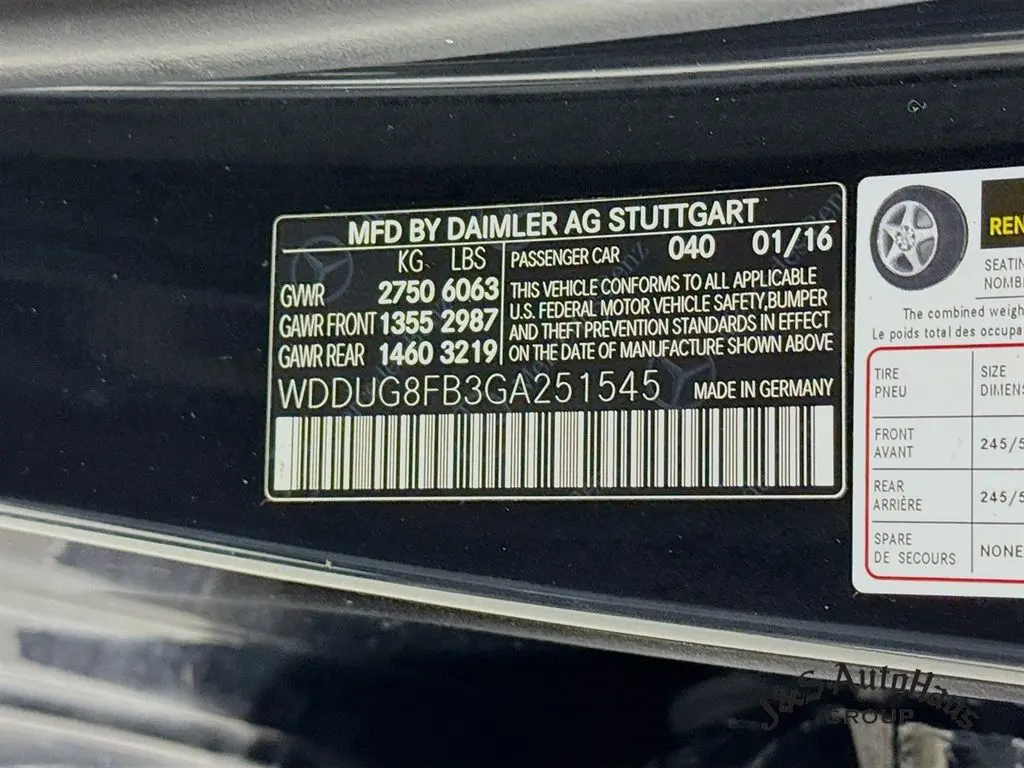 MFD BY DAIMLER AG STUTTGART
KG LBS
GVWR 2750 6063
GAWR FRONT 1355 2987
GAWR REAR 1460 3219
PASSENGER CAR 040 01/16
THIS VEHICLE CONFORMS TO ALL APPLICABLE
U.S. FEDERAL MOTOR VEHICLE SAFETY,BUMPER
AND THEFT PREVENTION STANDARDS IN EFFECT
ON THE DATE OF MANUFACTURE SHOWN ABOVE
WDDUG8FB3GA251545 MADE IN GERMANY
REN
SEATIN
NOMB
The combined weigh
Le poids total des occupa
TIRE SIZE
PNEU DIMEN
FRONT
AVANT 245/5
REAR
ARRIÈRE 245/5
SPARE
DE SECOURS NONE
J&S AutoHaus
GROUP